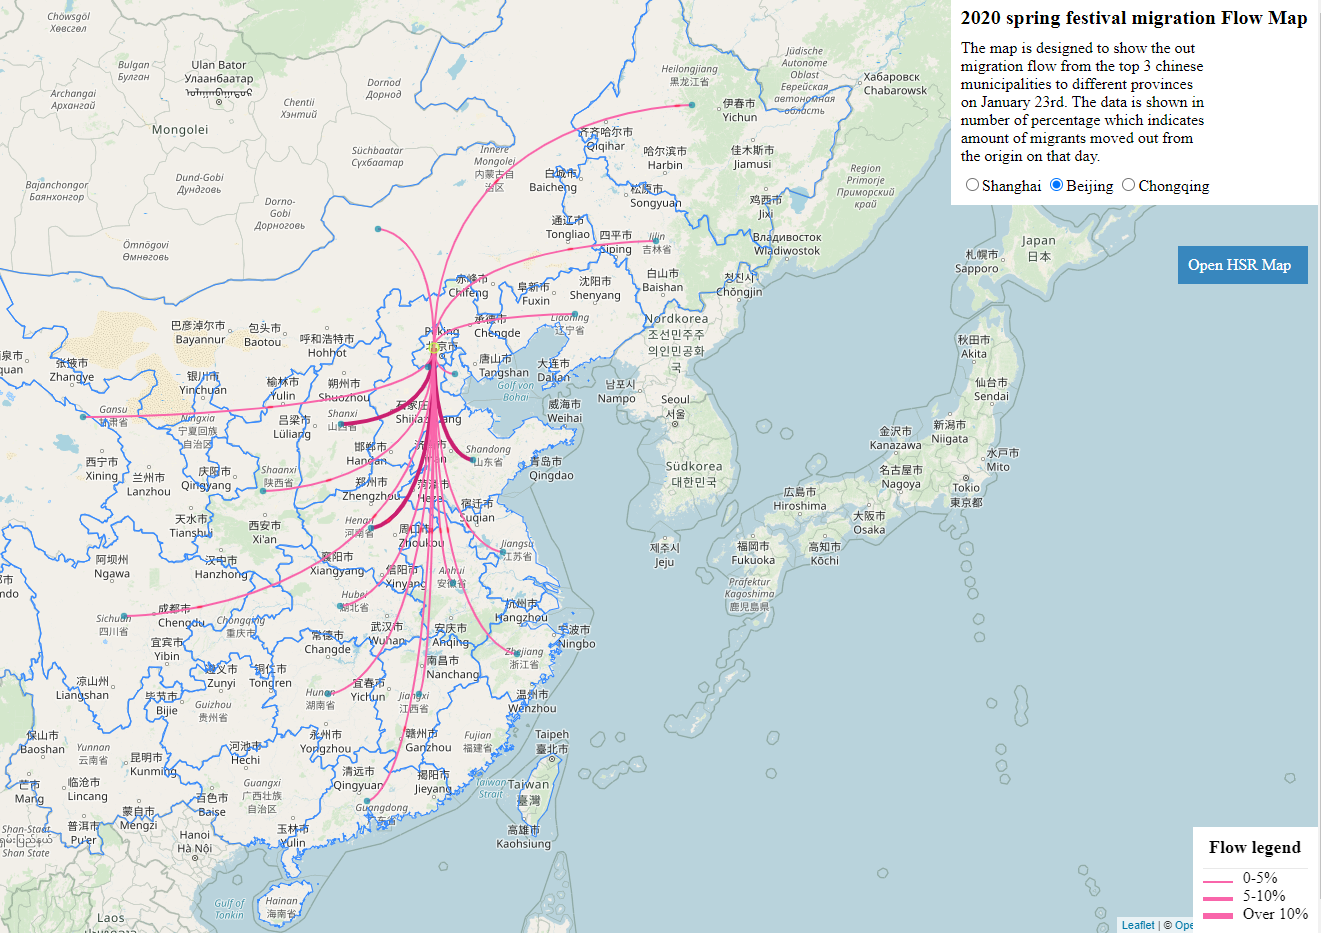 2020 spring festival migration Flow Map
The map is designed to show the out
migration flow from the top 3 chinese
municipalities to different provinces
on January 23rd. The data is shown in
number of percentage which indicates
amount of migrants moved out from
the origin on that day.
Shanghai Beijing Chongqing
Open HSR Map
Chowsgöl
Хөвсгөл
Bulgan
Булган
Ulan Bator
Улаанбаатар
Archangai
Архангай
Chentii
Хэнтий
Dornod
Дорнод
Mongolei
Süchbaatar
Сүхбаатар
Bajanchongor
Баянхонгор
Dund-Gobi
Дундговь
Dorno-
Gobi
Дорноговь
Ömnögovi
Өмнөговь
Innere
Mongolei
内蒙古自
治区
Heilongjiang
黑龙江省
Jüdische
Autonome
Oblast
Еврейская
автономная
область
Хабаровск
Chabarowsk
伊春市
Yichun
齐齐哈尔市
Qiqihar
哈尔滨市
Harbin
佳木斯市
Jiamusi
白城市
Baicheng
松原市
Songyuan
鸡西市
Jixi
Region
Primorje
Приморский
край
通辽市
Tongliao
四平市
Siping
Jilin
吉林省
Владивосток
Wladiwostok
赤峰市
Chifeng
阜新市
Fuxin
沈阳市
Shenyang
白山市
Baishan
천진시
Chŏngjin
承德市
Chengde
Liaoning
辽宁省
Nordkorea
조선민주주
의인민공화
국
Peking
北京市
唐山市
Tangshan
大连市
Dalian
Golf von
Bohai
威海市
Weihai
남포시
Nampo
Seoul
서울
Südkorea
대한민국
제주시
Jeju
札幌市
Sapporo
Japan
日本
秋田市
Akita
仙台市
Sendai
新潟市
Niigata
金沢市
Kanazawa
水戸市
Mito
名古屋市
Nagoya
Tokio
東京都
広島市
Hiroshima
大阪市
Osaka
福岡市
Fukuoka
高知市
Kōchi
Präfektur
Kagoshima
鹿児島県
巴彦淖尔市
Bayannur
包头市
Baotou
呼和浩特市
Hohhot
张掖市
Zhangye
银川市
Yinchuan
榆林市
Yulin
朔州市
Shuozhou
Gansu
甘肃省
Ningxia
宁夏回族
自治区
吕梁市
Lüliang
Shanxi
山西省
Shandong
山东省
西宁市
Xining
兰州市
Lanzhou
庆阳市
Qingyang
Shaanxi
陕西省
邯郸市
Handan
郑州市
Zhengzhou
青岛市
Qingdao
宿迁市
Suqian
天水市
Tianshui
西安市
Xi'an
Henan
河南省
周口市
Zhoukou
Jiangsu
江苏省
阿坝州
Ngawa
汉中市
Hanzhong
襄阳市
Xiangyang
信阳市
Xinyang
Anhui
安徽省
Sichuan
四川省
成都市
Chengdu
Chongqing
重庆市
Hubei
湖北省
杭州市
Hangzhou
宜宾市
Yibin
常德市
Changde
武汉市
Wuhan
安庆市
Anqing
宁波市
Ningbo
Zhejiang
浙江省
凉山州
Liangshan
遵义市
Zunyi
铜仁市
Tongren
南昌市
Nanchang
毕节市
Bijie
Guizhou
贵州省
Hunan
湖南省
宜春市
Yichun
Jiangxi
江西省
温州市
Wenzhou
保山市
Baoshan
Yunnan
云南省
昆明市
Kunming
河池市
Hechi
永州市
Yongzhou
赣州市
Ganzhou
Fujian
福建省
Taipeh
臺北市
芒市
Mang
临沧市
Lincang
百色市
Baise
Guangxi
广西壮族
自治区
清远市
Qingyuan
揭阳市
Jieyang
Taiwan
Strait
Taiwan
臺灣
Shan-Staat
Shan State
普洱市
Pu'er
蒙自市
Mengzi
Hanoi
Hà Nội
玉林市
Yulin
Guangdong
高雄市
Kaohsiung
Gulf of
Tonkin
Hainan
海南省
Laos
Flow legend
0-5%
5-10%
Over 10%
Leaflet | ©